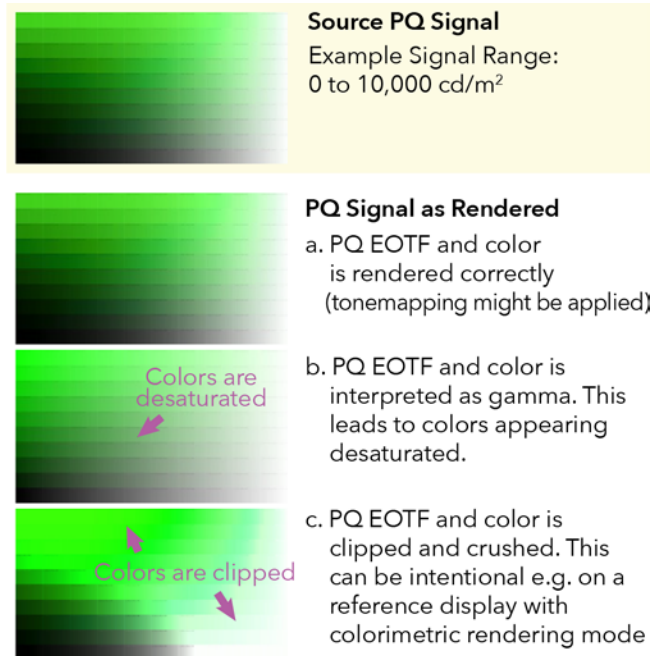 Source PQ Signal
Example Signal Range:
0 to 10,000 cd/m²
PQ Signal as Rendered
a. PQ EOTF and color
is rendered correctly
(tonemapping might be applied)
Colors are
desaturated
b. PQ EOTF and color is
interpreted as gamma. This
leads to colors appearing
desaturated.
Colors are clipped
c. PQ EOTF and color is
clipped and crushed. This
can be intentional e.g. on a
reference display with
colorimetric rendering mode